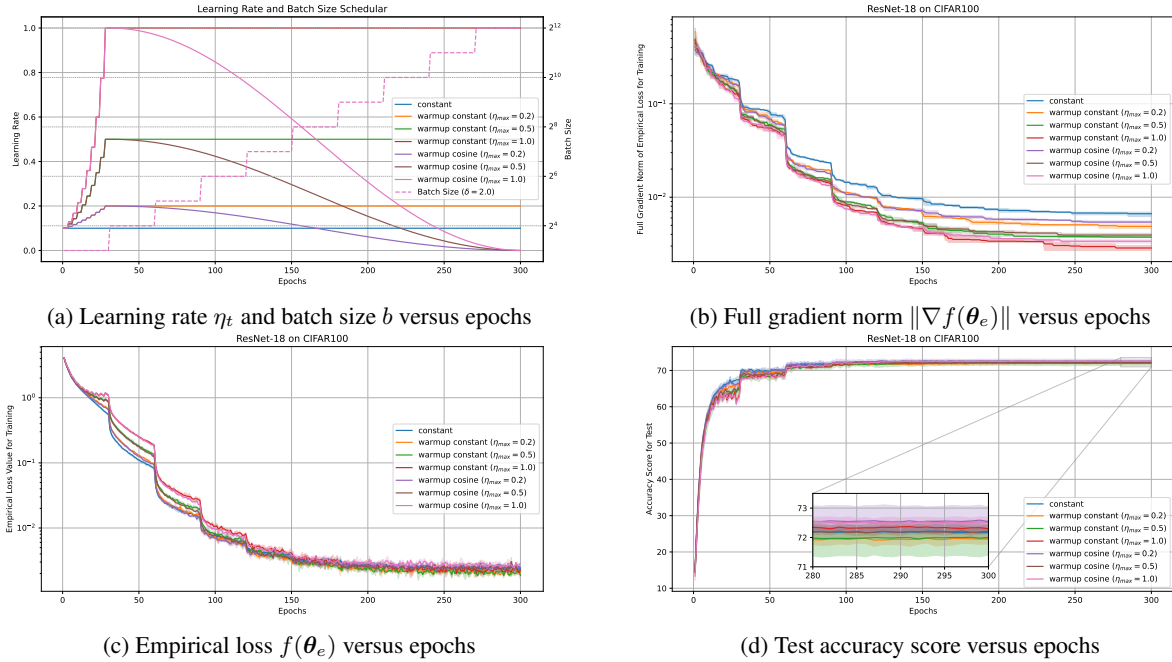 Learning Rate and Batch Size Schedular
1.0
0.8
0.6
0.4
0.2
0.0
Learning Rate
2^12
2^10
2^8
2^6
2^4
Batch Size
constant
warmup constant (η_max = 0.2)
warmup constant (η_max = 0.5)
warmup constant (η_max = 1.0)
warmup cosine (η_max = 0.2)
warmup cosine (η_max = 0.5)
warmup cosine (η_max = 1.0)
Batch Size (δ = 2.0)
0 50 100 150 200 250 300
Epochs
(a) Learning rate η_t and batch size b versus epochs
ResNet-18 on CIFAR100
Full Gradient Norm of Empirical Loss for Training
10^−1
10^−2
constant
warmup constant (η_max = 0.2)
warmup constant (η_max = 0.5)
warmup constant (η_max = 1.0)
warmup cosine (η_max = 0.2)
warmup cosine (η_max = 0.5)
warmup cosine (η_max = 1.0)
0 50 100 150 200 250 300
Epochs
(b) Full gradient norm ‖∇f(θ_e)‖ versus epochs
ResNet-18 on CIFAR100
Empirical Loss Value for Training
10^0
10^−1
10^−2
constant
warmup constant (η_max = 0.2)
warmup constant (η_max = 0.5)
warmup constant (η_max = 1.0)
warmup cosine (η_max = 0.2)
warmup cosine (η_max = 0.5)
warmup cosine (η_max = 1.0)
0 50 100 150 200 250 300
Epochs
(c) Empirical loss f(θ_e) versus epochs
ResNet-18 on CIFAR100
Accuracy Score for Test
70
60
50
40
30
20
10
73
72
71
280 285 290 295 300
constant
warmup constant (η_max = 0.2)
warmup constant (η_max = 0.5)
warmup constant (η_max = 1.0)
warmup cosine (η_max = 0.2)
warmup cosine (η_max = 0.5)
warmup cosine (η_max = 1.0)
0 50 100 150 200 250 300
Epochs
(d) Test accuracy score versus epochs